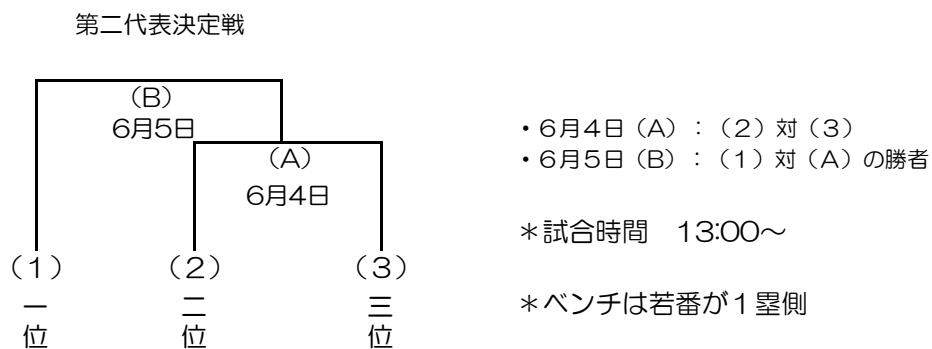 第二代表決定戦
（B）
6月5日
（A）
6月4日
（1）
（2）
（3）
一位
二位
三位
・6月4日（A）：（2）対（3）
・6月5日（B）：（1）対（A）の勝者
＊試合時間　13:00～
＊ベンチは若番が１塁側